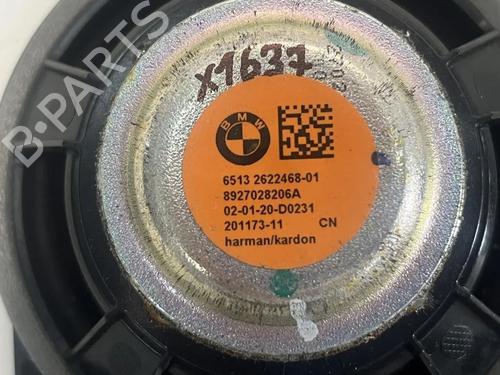 X1637
BMW
6513 2622468-01
8927028206A
02-01-20-D0231
201173-11 CN
harman/kardon
B-PARTS